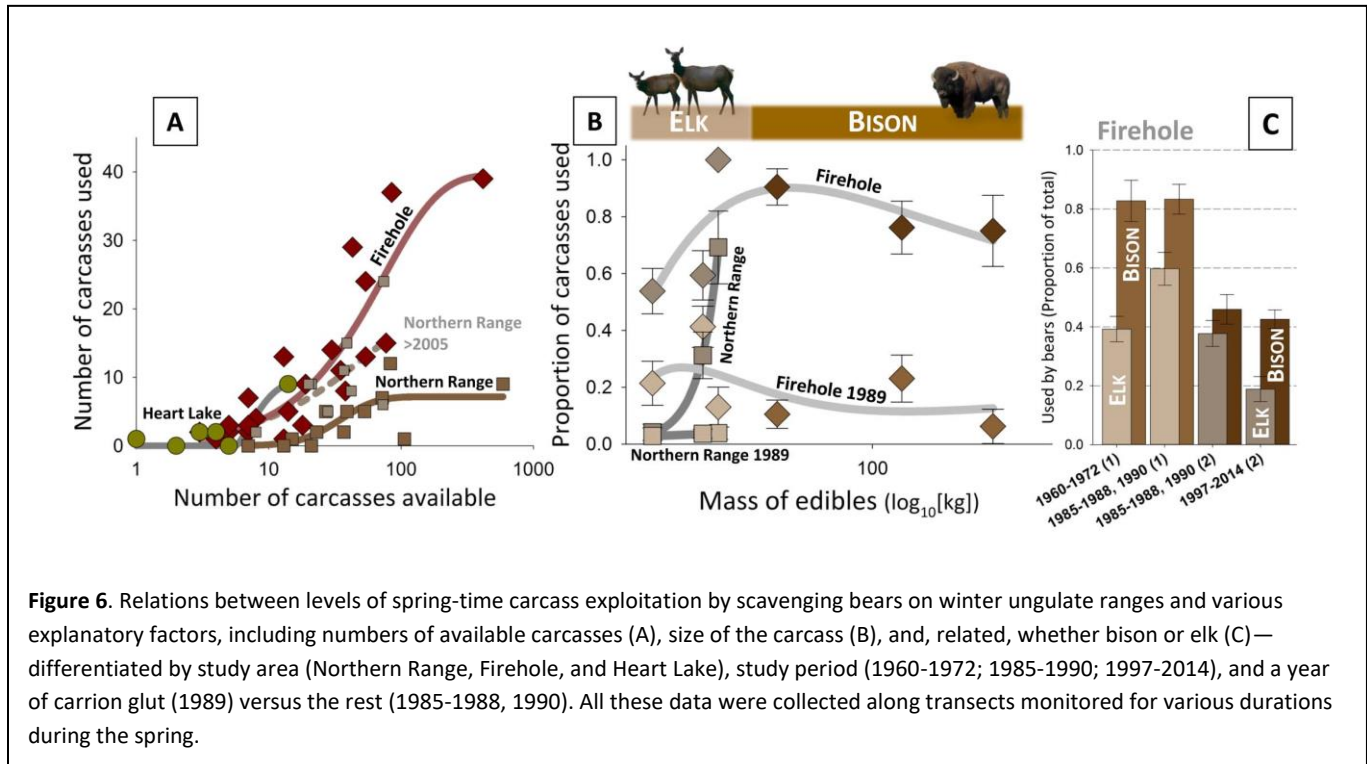 A
Number of carcasses used
40
30
20
10
0
Firehole
Northern Range
>2005
Northern Range
Heart Lake
1
10
100
1000
Number of carcasses available
B
ELK
BISON
Proportion of carcasses used
1.0
0.8
0.6
0.4
0.2
0.0
Firehole
Northern Range
Firehole 1989
Northern Range 1989
100
Mass of edibles (log10[kg])
Firehole
C
Used by bears (Proportion of total)
1.0
0.8
0.6
0.4
0.2
0.0
ELK
BISON
ELK
BISON
1960-1972 (1)
1985-1988, 1990 (1)
1985-1988, 1990 (2)
1997-2014 (2)
Figure 6. Relations between levels of spring-time carcass exploitation by scavenging bears on winter ungulate ranges and various
explanatory factors, including numbers of available carcasses (A), size of the carcass (B), and, related, whether bison or elk (C)—
differentiated by study area (Northern Range, Firehole, and Heart Lake), study period (1960-1972; 1985-1990; 1997-2014), and a year
of carrion glut (1989) versus the rest (1985-1988, 1990). All these data were collected along transects monitored for various durations
during the spring.